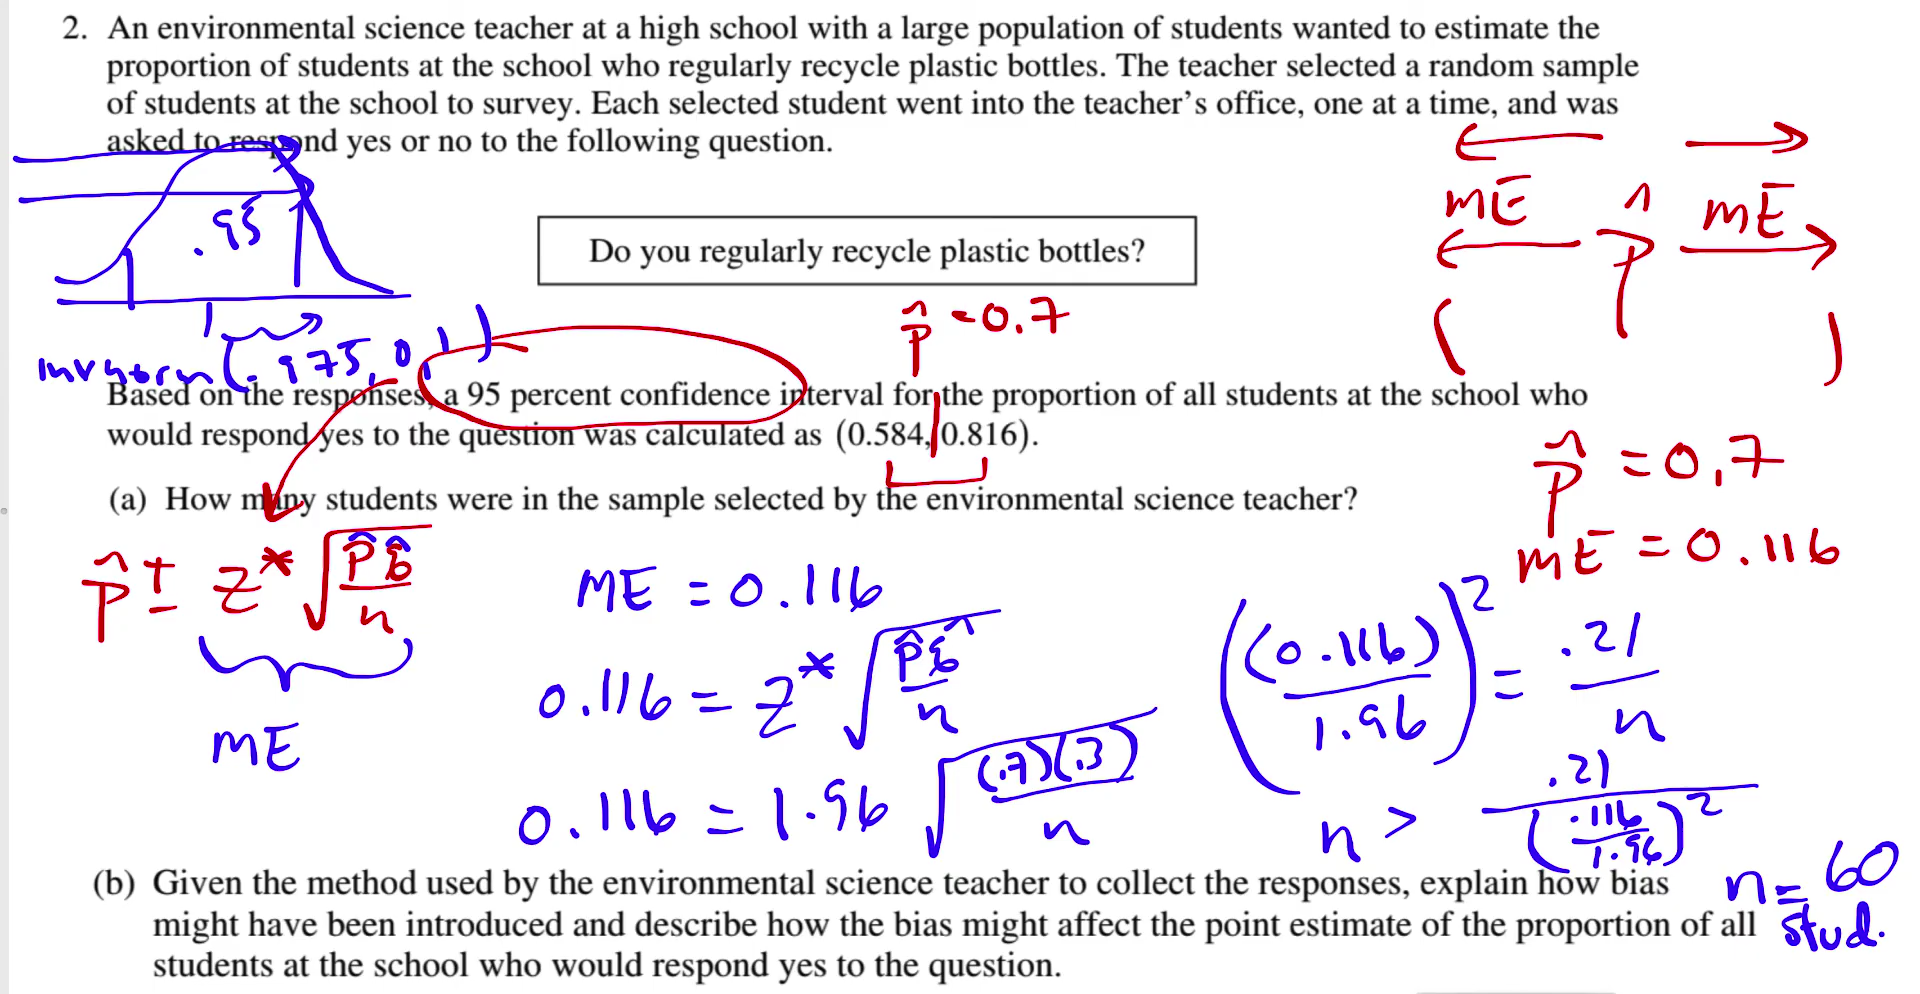 2. An environmental science teacher at a high school with a large population of students wanted to estimate the
proportion of students at the school who regularly recycle plastic bottles. The teacher selected a random sample
of students at the school to survey. Each selected student went into the teacher's office, one at a time, and was
asked to respond yes or no to the following question.
.95
ME p̂ ME
( )
Do you regularly recycle plastic bottles?
p̂ = 0.7
invnorm(.975, 0, 1)
Based on the responses, a 95 percent confidence interval for the proportion of all students at the school who
would respond yes to the question was calculated as (0.584, 0.816).
p̂ = 0.7
(a) How many students were in the sample selected by the environmental science teacher?
ME = 0.116
p̂ ± z* √(p̂q̂/n)
ME
ME = 0.116
0.116 = z* √(p̂q̂/n)
0.116 = 1.96 √((.7)(.3)/n)
((0.116)/1.96)² = .21/n
n > .21/(.116/1.96)²
n = 60
stud.
(b) Given the method used by the environmental science teacher to collect the responses, explain how bias
might have been introduced and describe how the bias might affect the point estimate of the proportion of all
students at the school who would respond yes to the question.